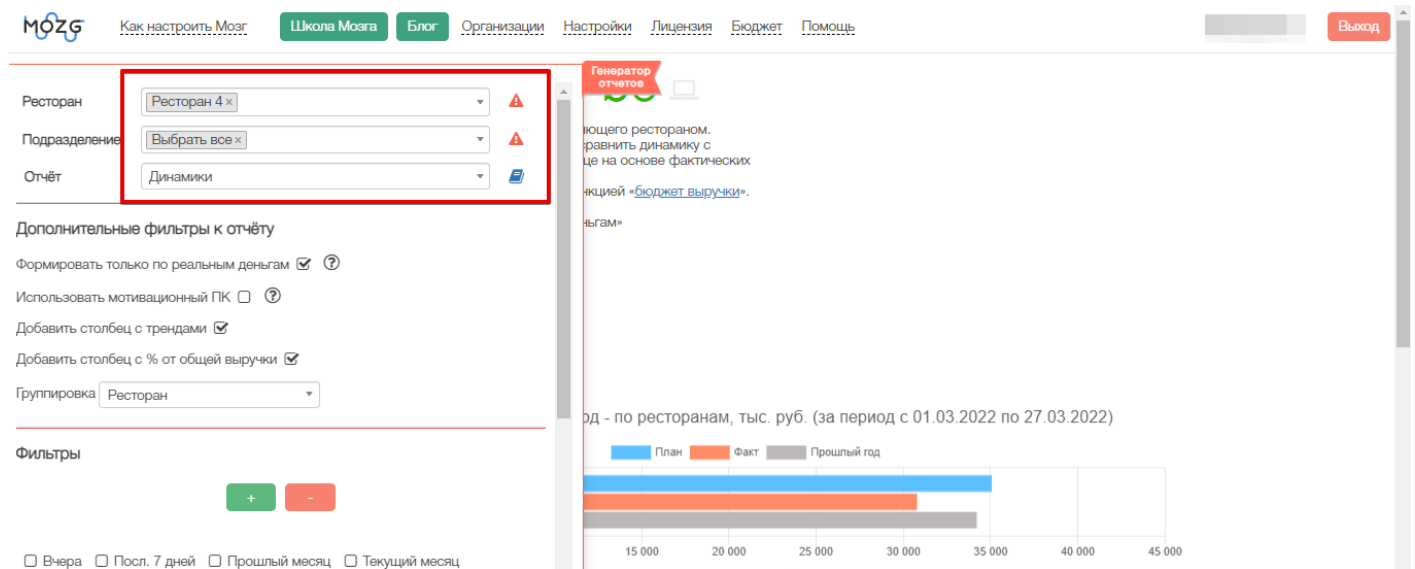 MOZG Как настроить Мозг Школа Мозга Блог Организации Настройки Лицензия Бюджет Помощь Выход
Ресторан Ресторан 4 ×
Подразделение Выбрать все ×
Отчёт Динамики
Дополнительные фильтры к отчёту
Формировать только по реальным деньгам ?
Использовать мотивационный ПК ?
Добавить столбец с трендами
Добавить столбец с % от общей выручки
Группировка Ресторан
Фильтры
+ -
Вчера Посл. 7 дней Прошлый месяц Текущий месяц
Генератор
отчетов
ющего рестораном.
сравнить динамику с
це на основе фактических
нкцией «бюджет выручки».
ньгам»
од - по ресторанам, тыс. руб. (за период с 01.03.2022 по 27.03.2022)
План Факт Прошлый год
15 000 20 000 25 000 30 000 35 000 40 000 45 000